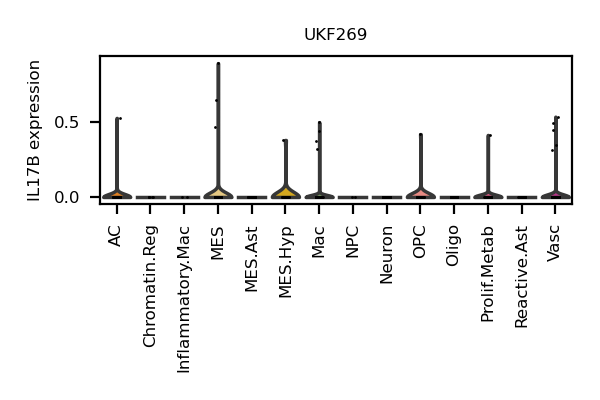 UKF269
IL17B expression
0.5
0.0
AC
Chromatin.Reg
Inflammatory.Mac
MES
MES.Ast
MES.Hyp
Mac
NPC
Neuron
OPC
Oligo
Prolif.Metab
Reactive.Ast
Vasc